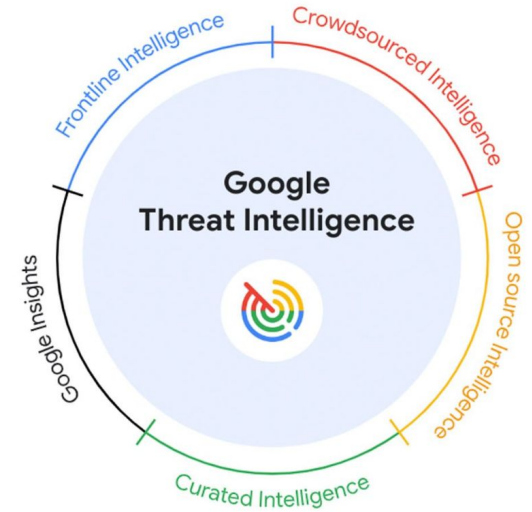 Frontline Intelligence
Crowdsourced Intelligence
Google
Threat Intelligence
Open source Intelligence
Google Insights
Curated Intelligence